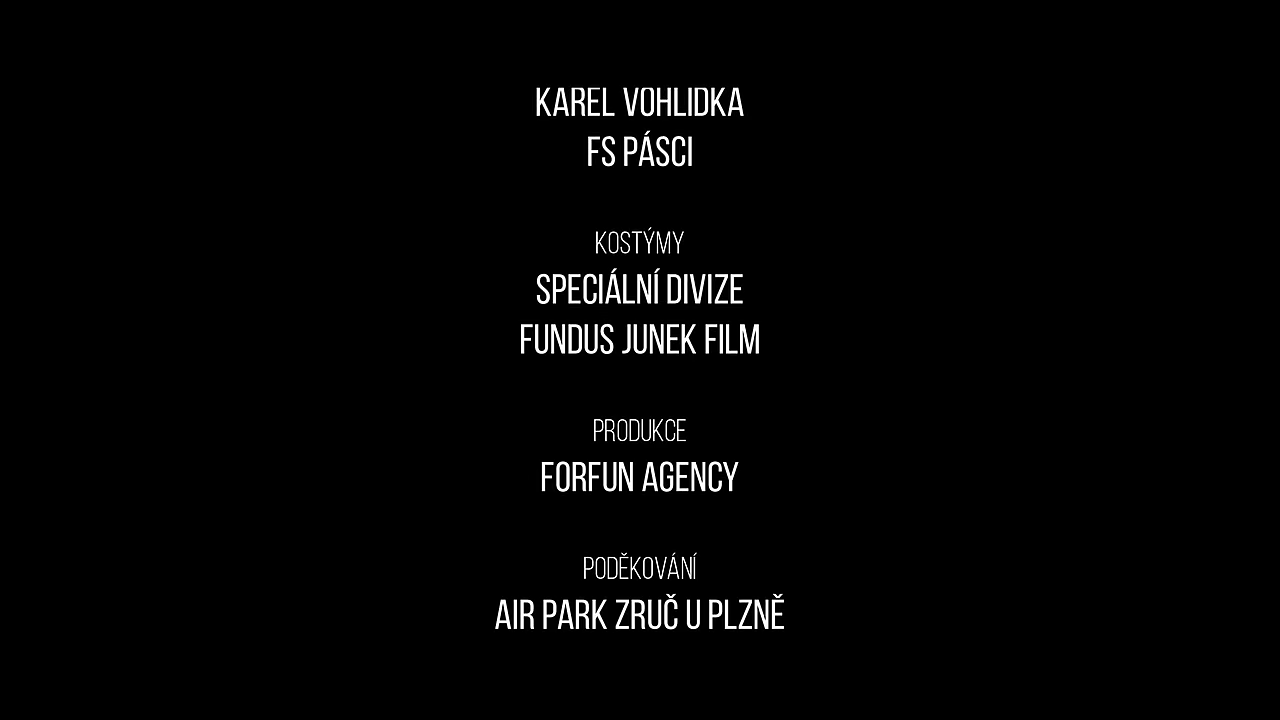 KAREL VOHLIDKA
FS PÁSCI
KOSTÝMY
SPECIÁLNÍ DIVIZE
FUNDUS JUNEK FILM
PRODUKCE
FORFUN AGENCY
PODĚKOVÁNÍ
AIR PARK ZRUČ U PLZNĚ